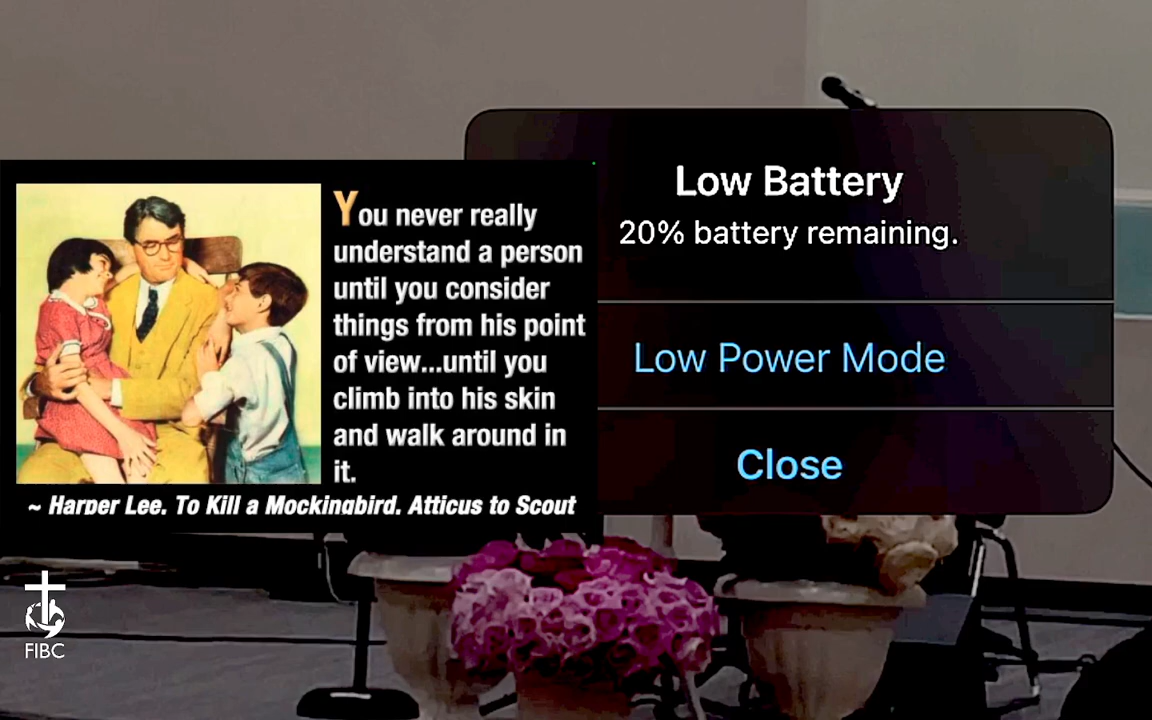 You never really
understand a person
until you consider
things from his point
of view...until you
climb into his skin
and walk around in
it.
~ Harper Lee. To Kill a Mockingbird. Atticus to Scout
Low Battery
20% battery remaining.
Low Power Mode
Close
FIBC